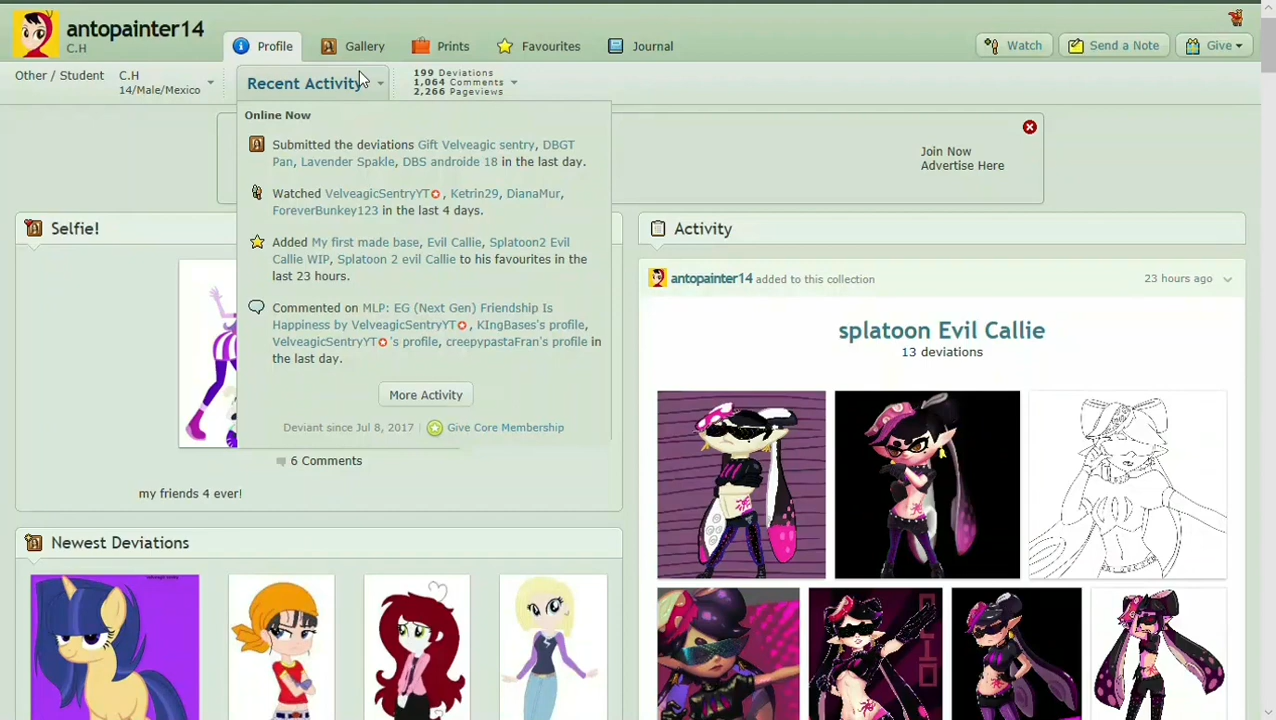 antopainter14
C.H
Profile
Gallery
Prints
Favourites
Journal
Watch
Send a Note
Give
Other / Student
C.H
14/Male/Mexico
Recent Activity
199 Deviations
1,064 Comments
2,266 Pageviews
Online Now
Submitted the deviations Gift Velveagic sentry, DBGT
Pan, Lavender Spakle, DBS androide 18 in the last day.
Watched VelveagicSentryYT, Ketrin29, DianaMur,
ForeverBunkey123 in the last 4 days.
Added My first made base, Evil Callie, Splatoon2 Evil
Callie WIP, Splatoon 2 evil Callie to his favourites in the
last 23 hours.
Commented on MLP: EG (Next Gen) Friendship Is
Happiness by VelveagicSentryYT, KIngBases's profile,
VelveagicSentryYT's profile, creepypastaFran's profile in
the last day.
More Activity
Deviant since Jul 8, 2017
Give Core Membership
Join Now
Advertise Here
Selfie!
6 Comments
my friends 4 ever!
Newest Deviations
Activity
antopainter14 added to this collection
23 hours ago
splatoon Evil Callie
13 deviations